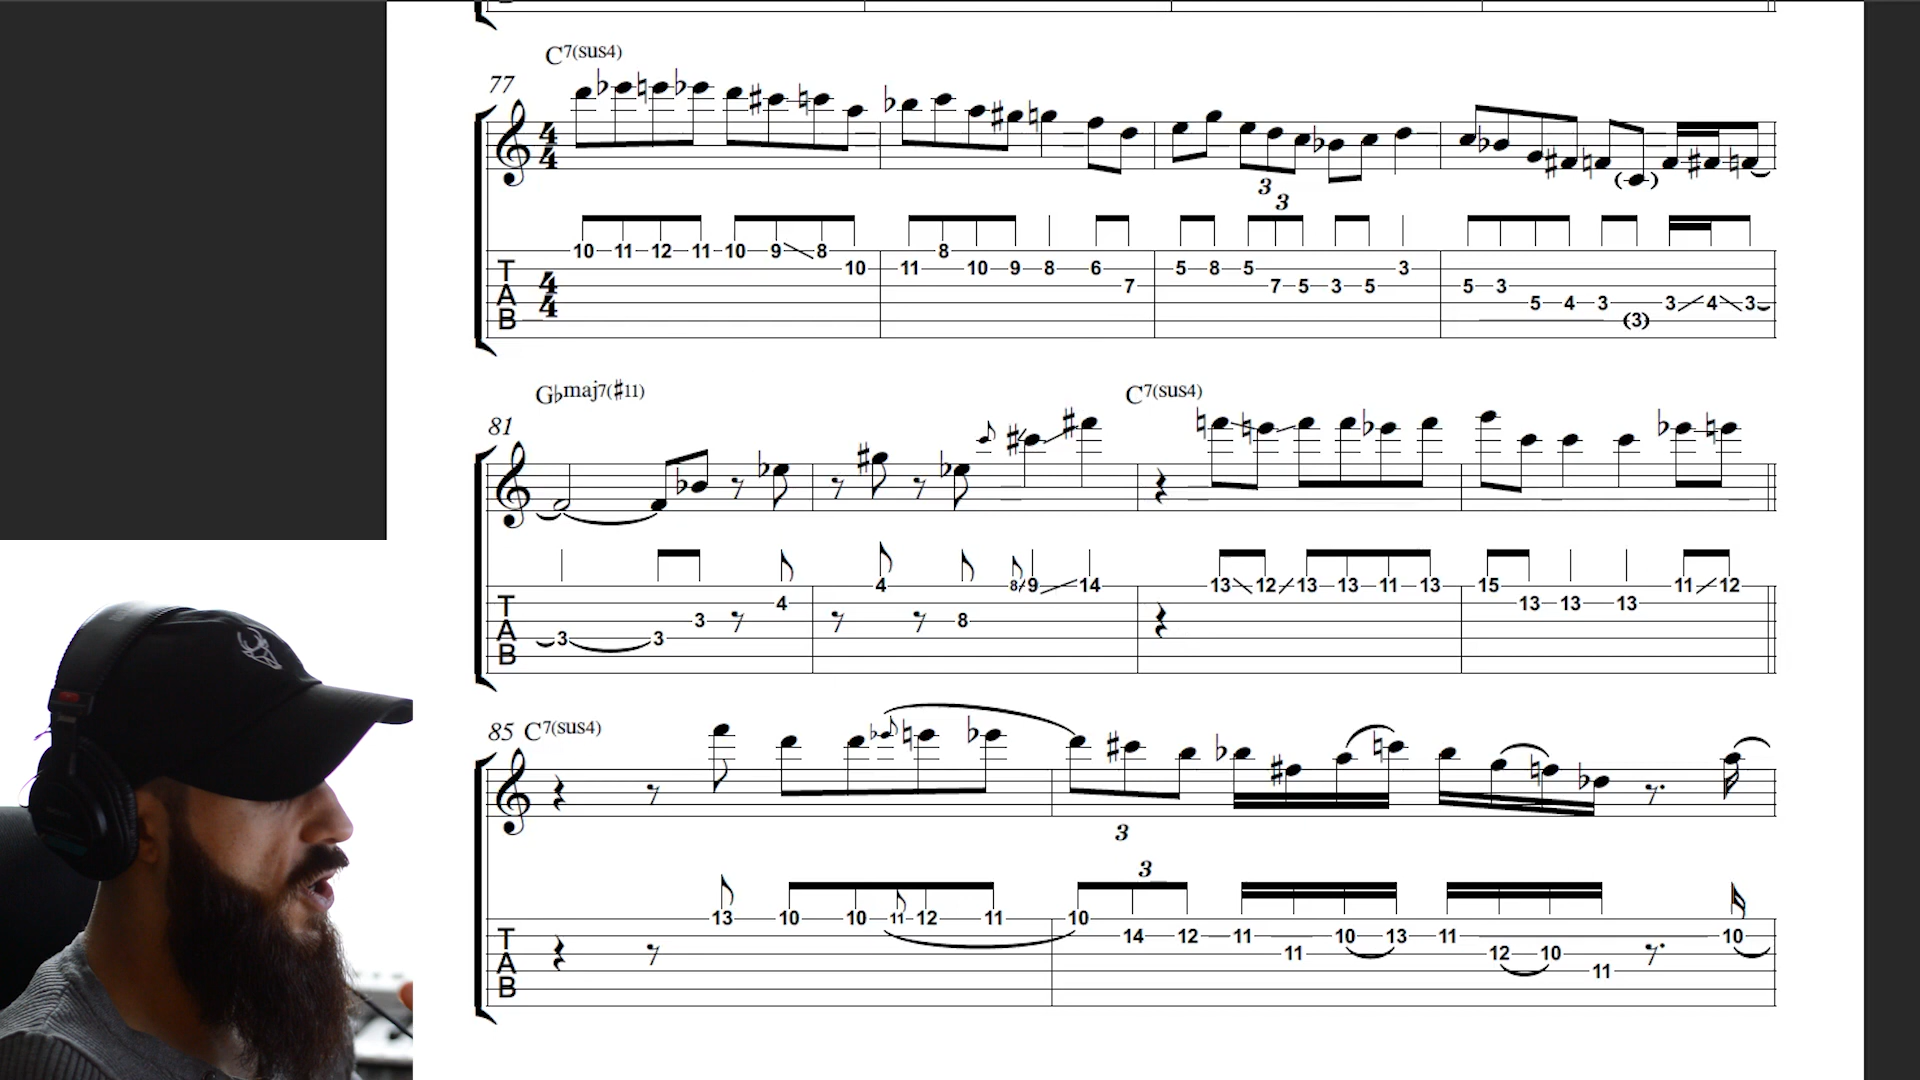 C7(sus4)
77
3
3
10 11 12 11 10 9 8 10 11 8 10 9 8 6 7 5 8 5 7 5 3 5 3 5 3 5 4 3 (3) 3 4 3
T
A
B
4
4
G♭maj7(♯11) C7(sus4)
81
3 3 3 4 4 8 8 9 14 13 12 13 13 11 13 15 13 13 13 11 12
T
A
B
85 C7(sus4)
3
3
13 10 10 11 12 11 10 14 12 11 11 10 13 11 12 10 11 10
T
A
B